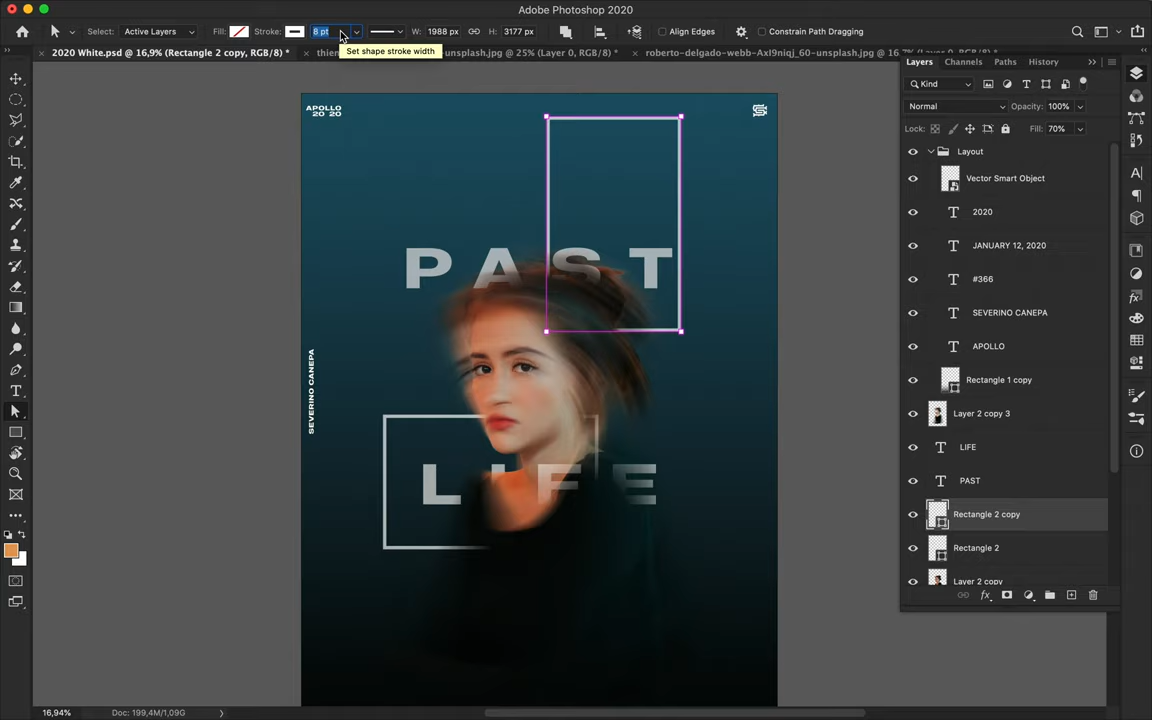 Adobe Photoshop 2020
Select: Active Layers Fill: Stroke: 8 pt W: 1988 px H: 3177 px Align Edges Constrain Path Dragging
Set shape stroke width
2020 White.psd @ 16,9% (Rectangle 2 copy, RGB/8) *
unsplash.jpg @ 25% (Layer 0, RGB/8) *
roberto-delgado-webb-AxI9niqj_60-unsplash.jpg
Layers Channels Paths History
Kind
Normal Opacity: 100%
Lock: Fill: 70%
Layout
Vector Smart Object
2020
JANUARY 12, 2020
#366
SEVERINO CANEPA
APOLLO
Rectangle 1 copy
Layer 2 copy 3
LIFE
PAST
Rectangle 2 copy
Rectangle 2
Layer 2 copy
APOLLO
20 20
PAST
SEVERINO CANEPA
LIFE
16,94% Doc: 199,4M/1,09G